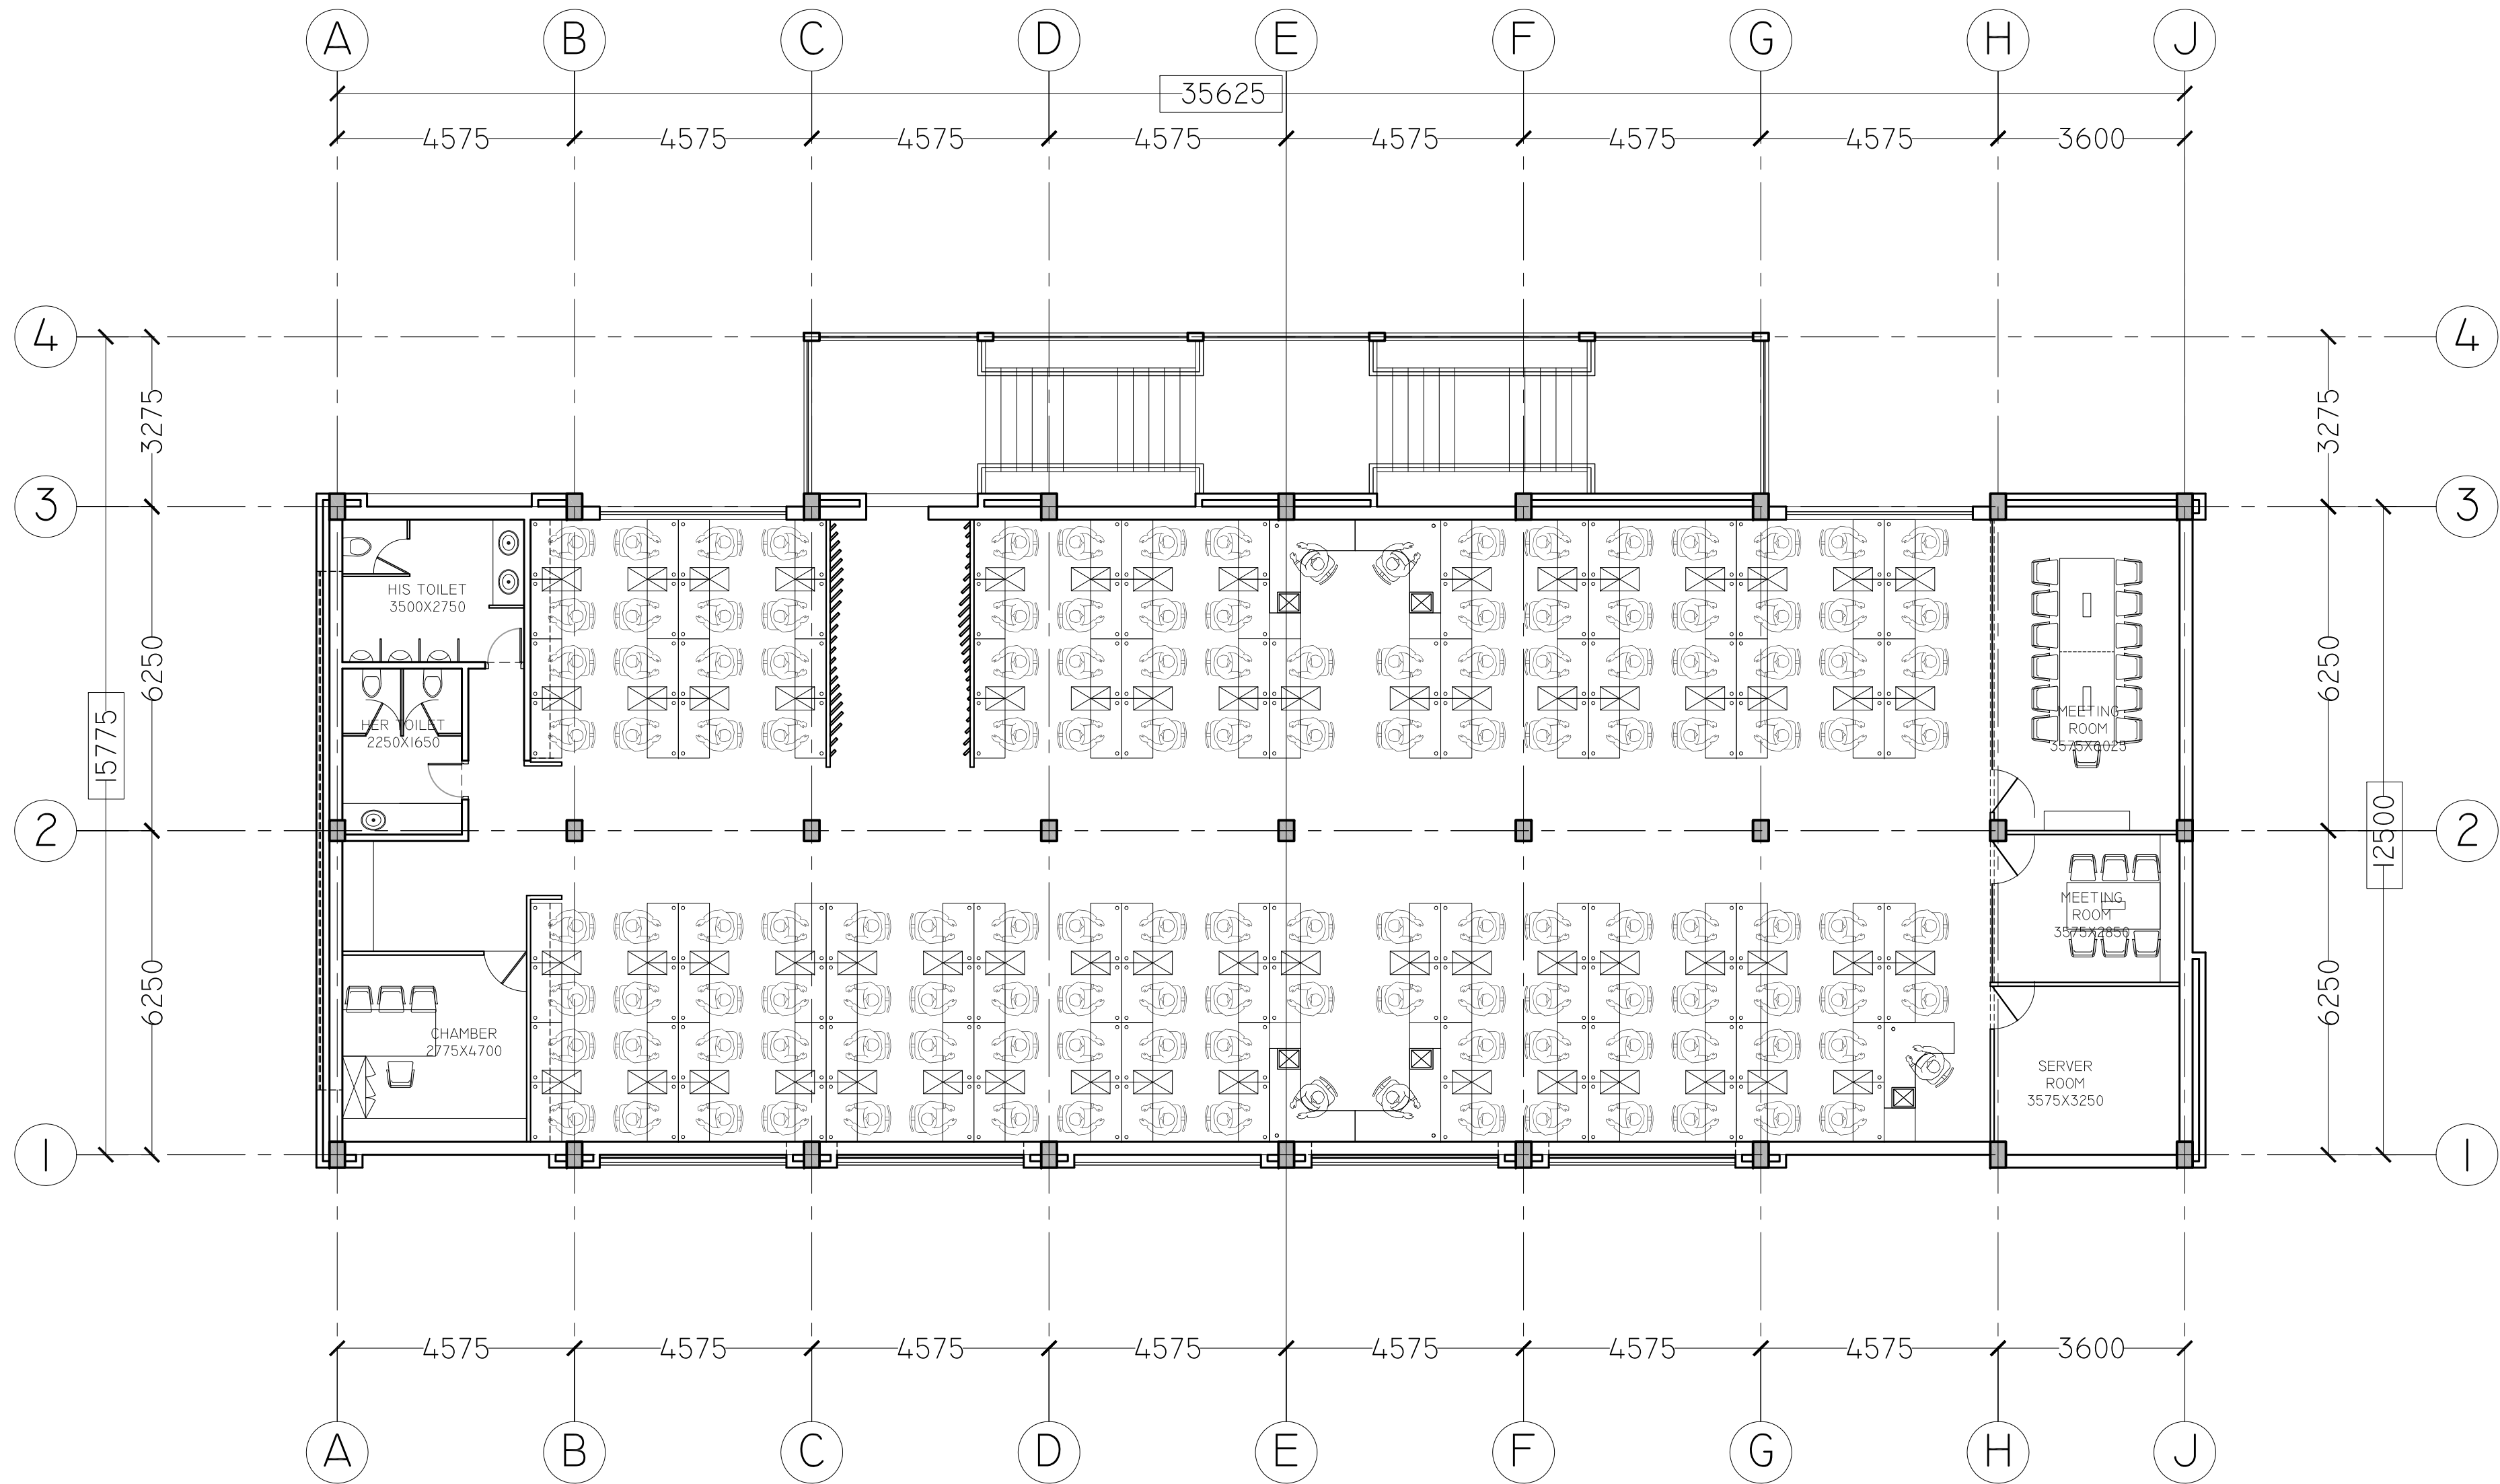 A B C D E F G H J
35625
4575 4575 4575 4575 4575 4575 4575 3600
4 4
3275 3275
3 3
HIS TOILET
3500X2750
6250 6250
15775
HER TOILET
2250X1650
MEETING
ROOM
3575X6025
12500
2 2
MEETING
ROOM
3575X2850
6250 6250
CHAMBER
2775X4700
SERVER
ROOM
3575X3250
1 1
4575 4575 4575 4575 4575 4575 4575 3600
A B C D E F G H J